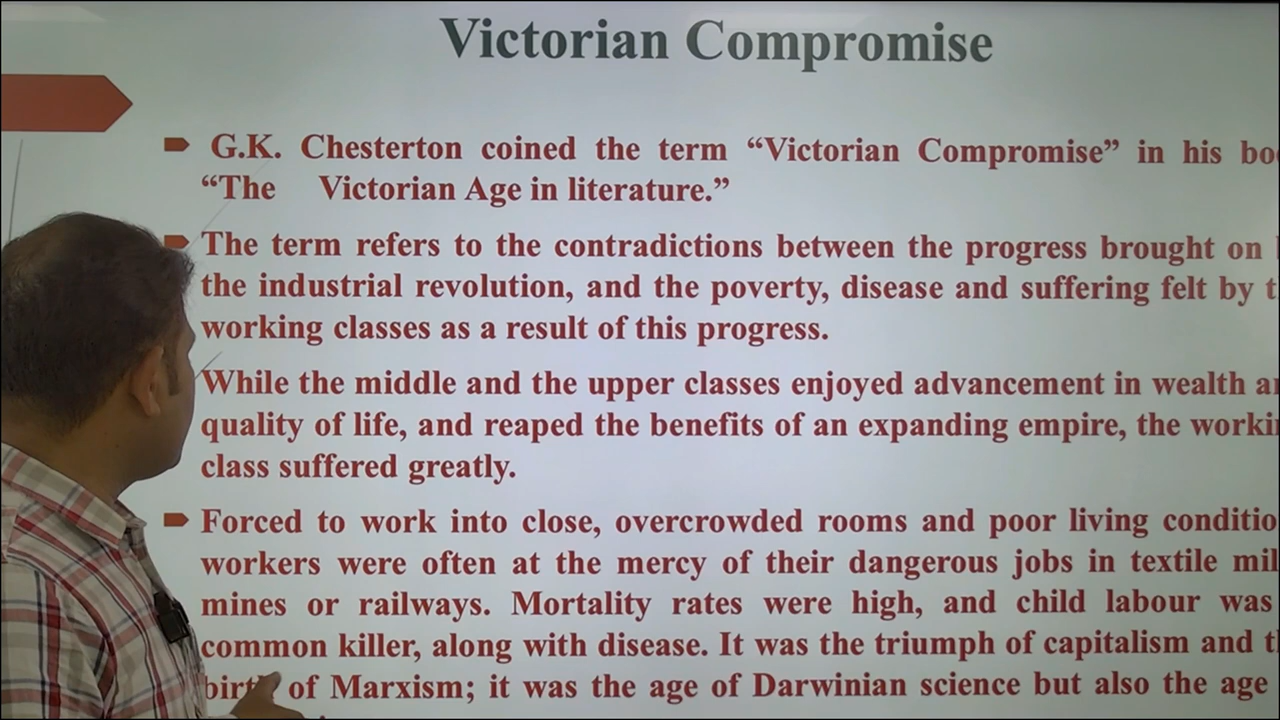 Victorian Compromise
G.K. Chesterton coined the term “Victorian Compromise” in his
“The Victorian Age in literature.”
The term refers to the contradictions between the progress brought on
the industrial revolution, and the poverty, disease and suffering felt by
working classes as a result of this progress.
While the middle and the upper classes enjoyed advancement in wealth
quality of life, and reaped the benefits of an expanding empire, the
class suffered greatly.
Forced to work into close, overcrowded rooms and poor living
workers were often at the mercy of their dangerous jobs in textile
mines or railways. Mortality rates were high, and child labour was
common killer, along with disease. It was the triumph of capitalism and
birth of Marxism; it was the age of Darwinian science but also the age